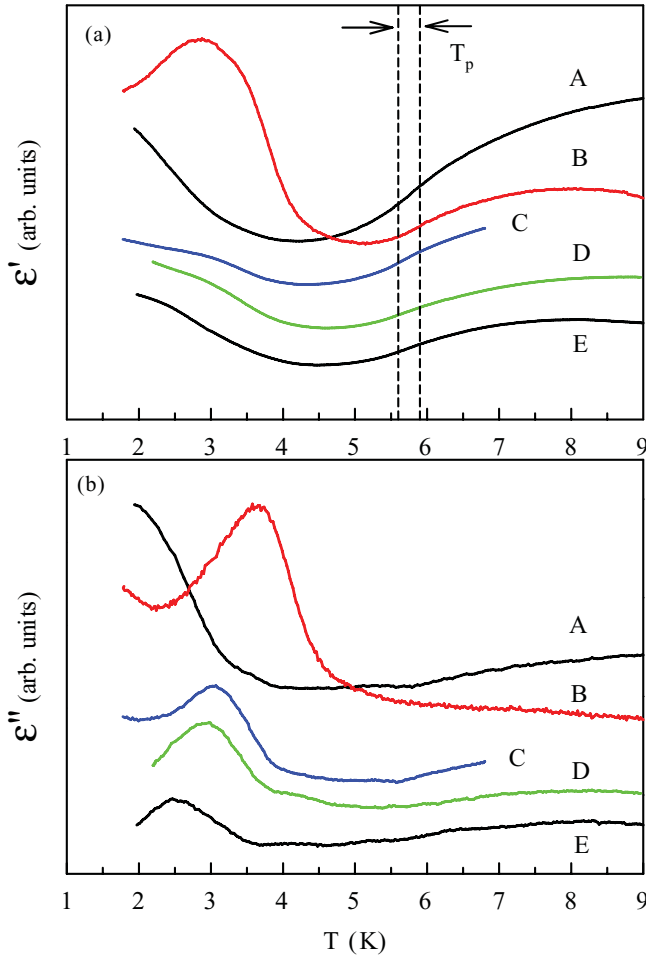 (a)
T_p
A
B
C
D
E
ε' (arb. units)
1 2 3 4 5 6 7 8 9
(b)
A
B
C
D
E
ε'' (arb. units)
1 2 3 4 5 6 7 8 9
T (K)